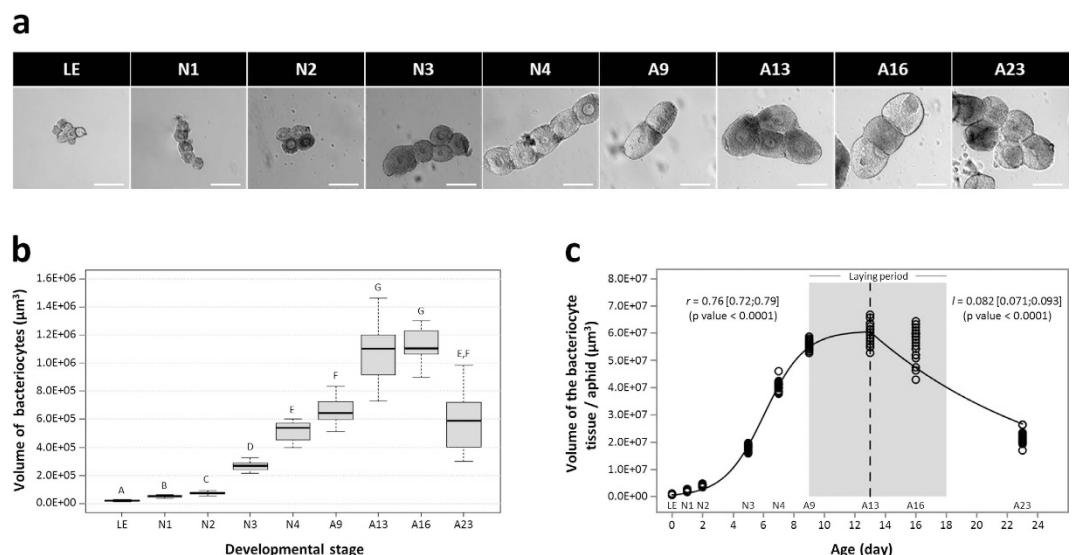 a
LE N1 N2 N3 N4 A9 A13 A16 A23
b
Volume of bacteriocytes (µm³)
1.6E+06
1.4E+06
1.2E+06
1.0E+06
8.0E+05
6.0E+05
4.0E+05
2.0E+05
0.0E+00
A B C D E F G G E,F
LE N1 N2 N3 N4 A9 A13 A16 A23
Developmental stage
c
Volume of the bacteriocyte
tissue / aphid (µm³)
8.0E+07
7.0E+07
6.0E+07
5.0E+07
4.0E+07
3.0E+07
2.0E+07
1.0E+07
0.0E+00
Laying period
r = 0.76 [0.72;0.79]
(p value < 0.0001)
l = 0.082 [0.071;0.093]
(p value < 0.0001)
LE N1 N2 N3 N4 A9 A13 A16 A23
0 2 4 6 8 10 12 14 16 18 20 22 24
Age (day)